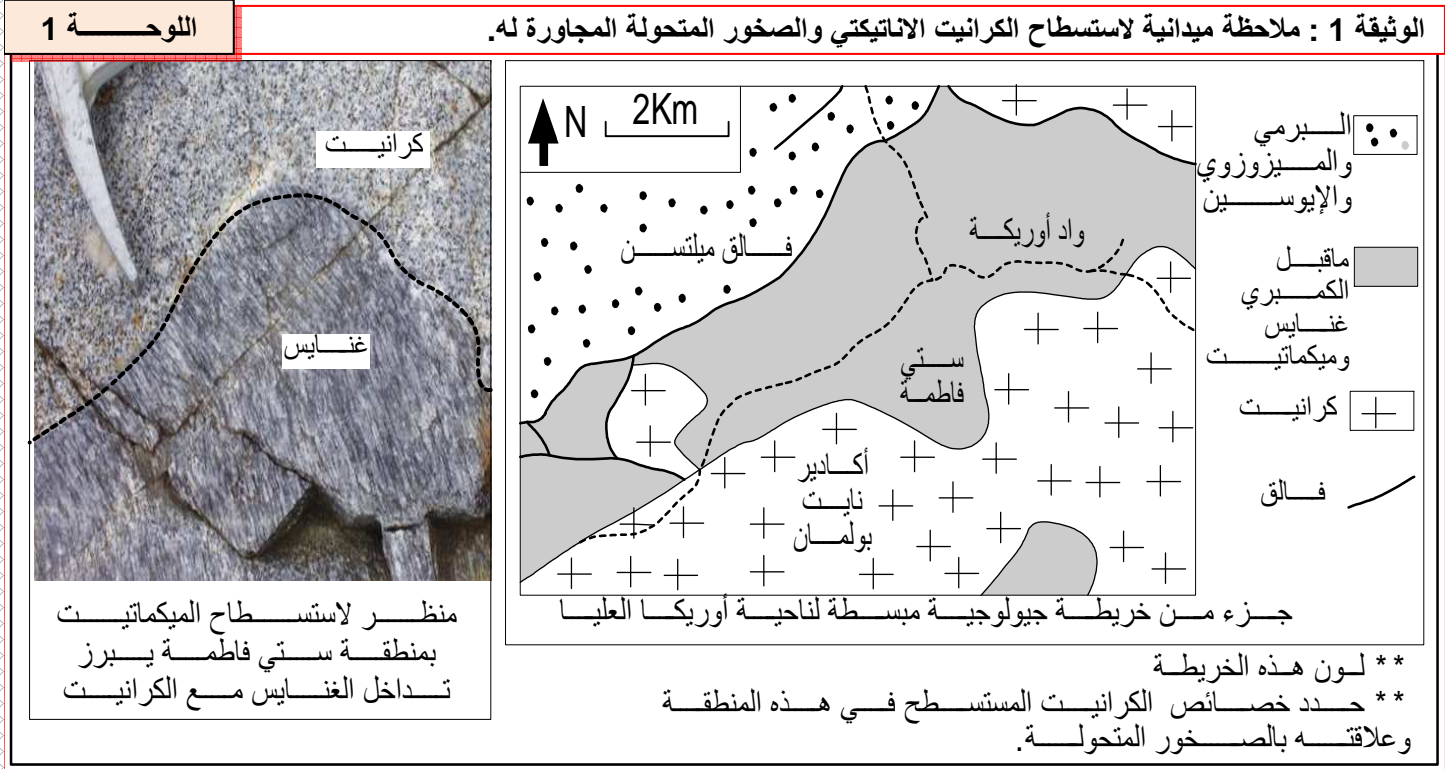 اللوحة 1
الوثيقة 1 : ملاحظة ميدانية لاستسطاح الكرانيت الاناتيكتي والصخور المتحولة المجاورة له.
كرانيت
غنايس
منظر لاستسطاح الميكماتيت
بمنطقة ستي فاطمة يبرز
تداخل الغنايس مع الكرانيت
N
2Km
فالق ميلتسن
واد أوريكة
ستي
فاطمة
أكادير
نايت
بولمان
البرمي
والميزوزوي
والإيوسين
ماقبل
الكمبري
غنايس
وميكماتيت
كرانيت
فالق
جزء من خريطة جيولوجية مبسطة لناحية أوريكا العليا
** لون هذه الخريطة
** حدد خصائص الكرانيت المستسطح في هذه المنطقة
وعلاقته بالصخور المتحولة.